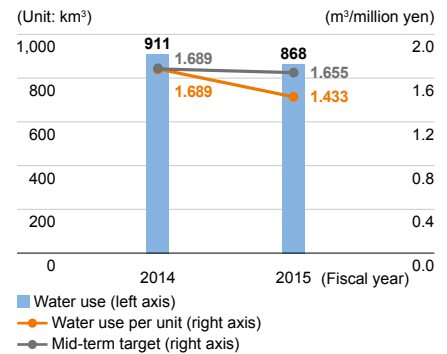 (Unit: km³) (m³/million yen)
1,000 911 1.689 868 2.0
1.655
800 1.689 1.433 1.6
600 1.2
400 0.8
200 0.4
0 0.0
2014 2015 (Fiscal year)
Water use (left axis)
Water use per unit (right axis)
Mid-term target (right axis)